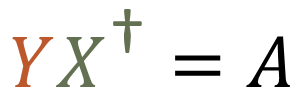 YX† = A